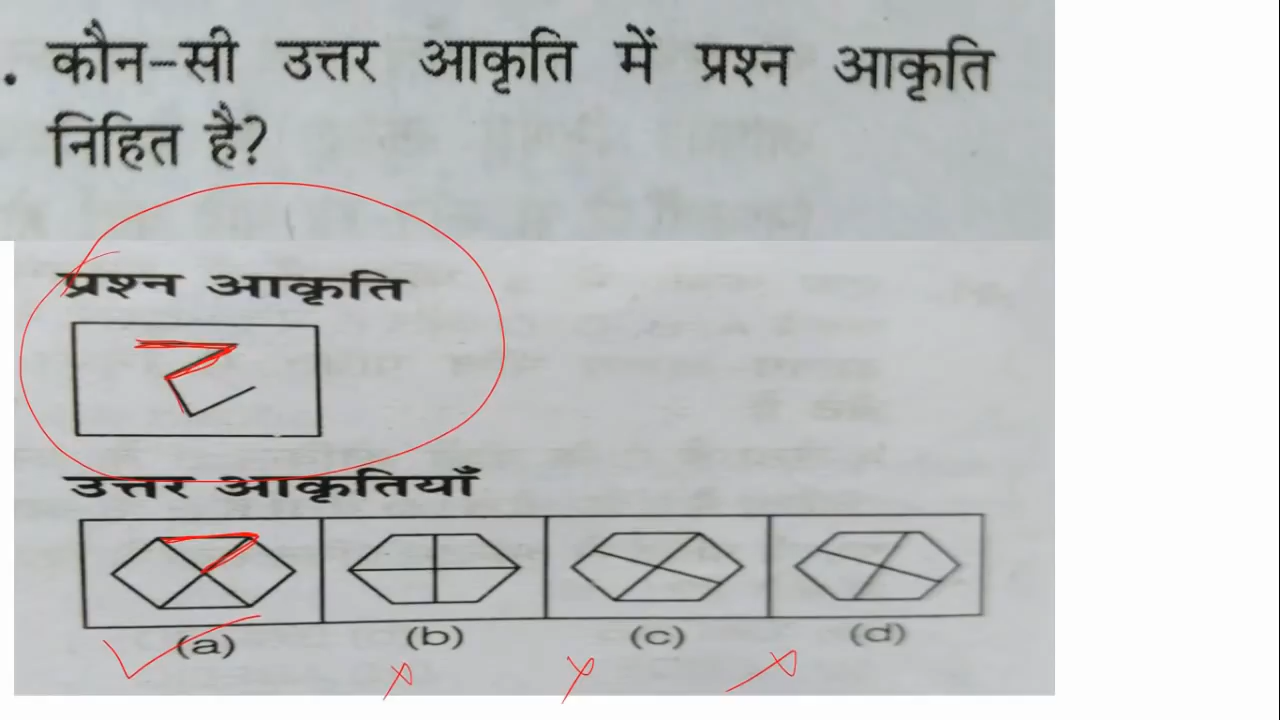 . कौन-सी उत्तर आकृति में प्रश्न आकृति
निहित है?
प्रश्न आकृति
उत्तर आकृतियाँ
(a) (b) (c) (d)